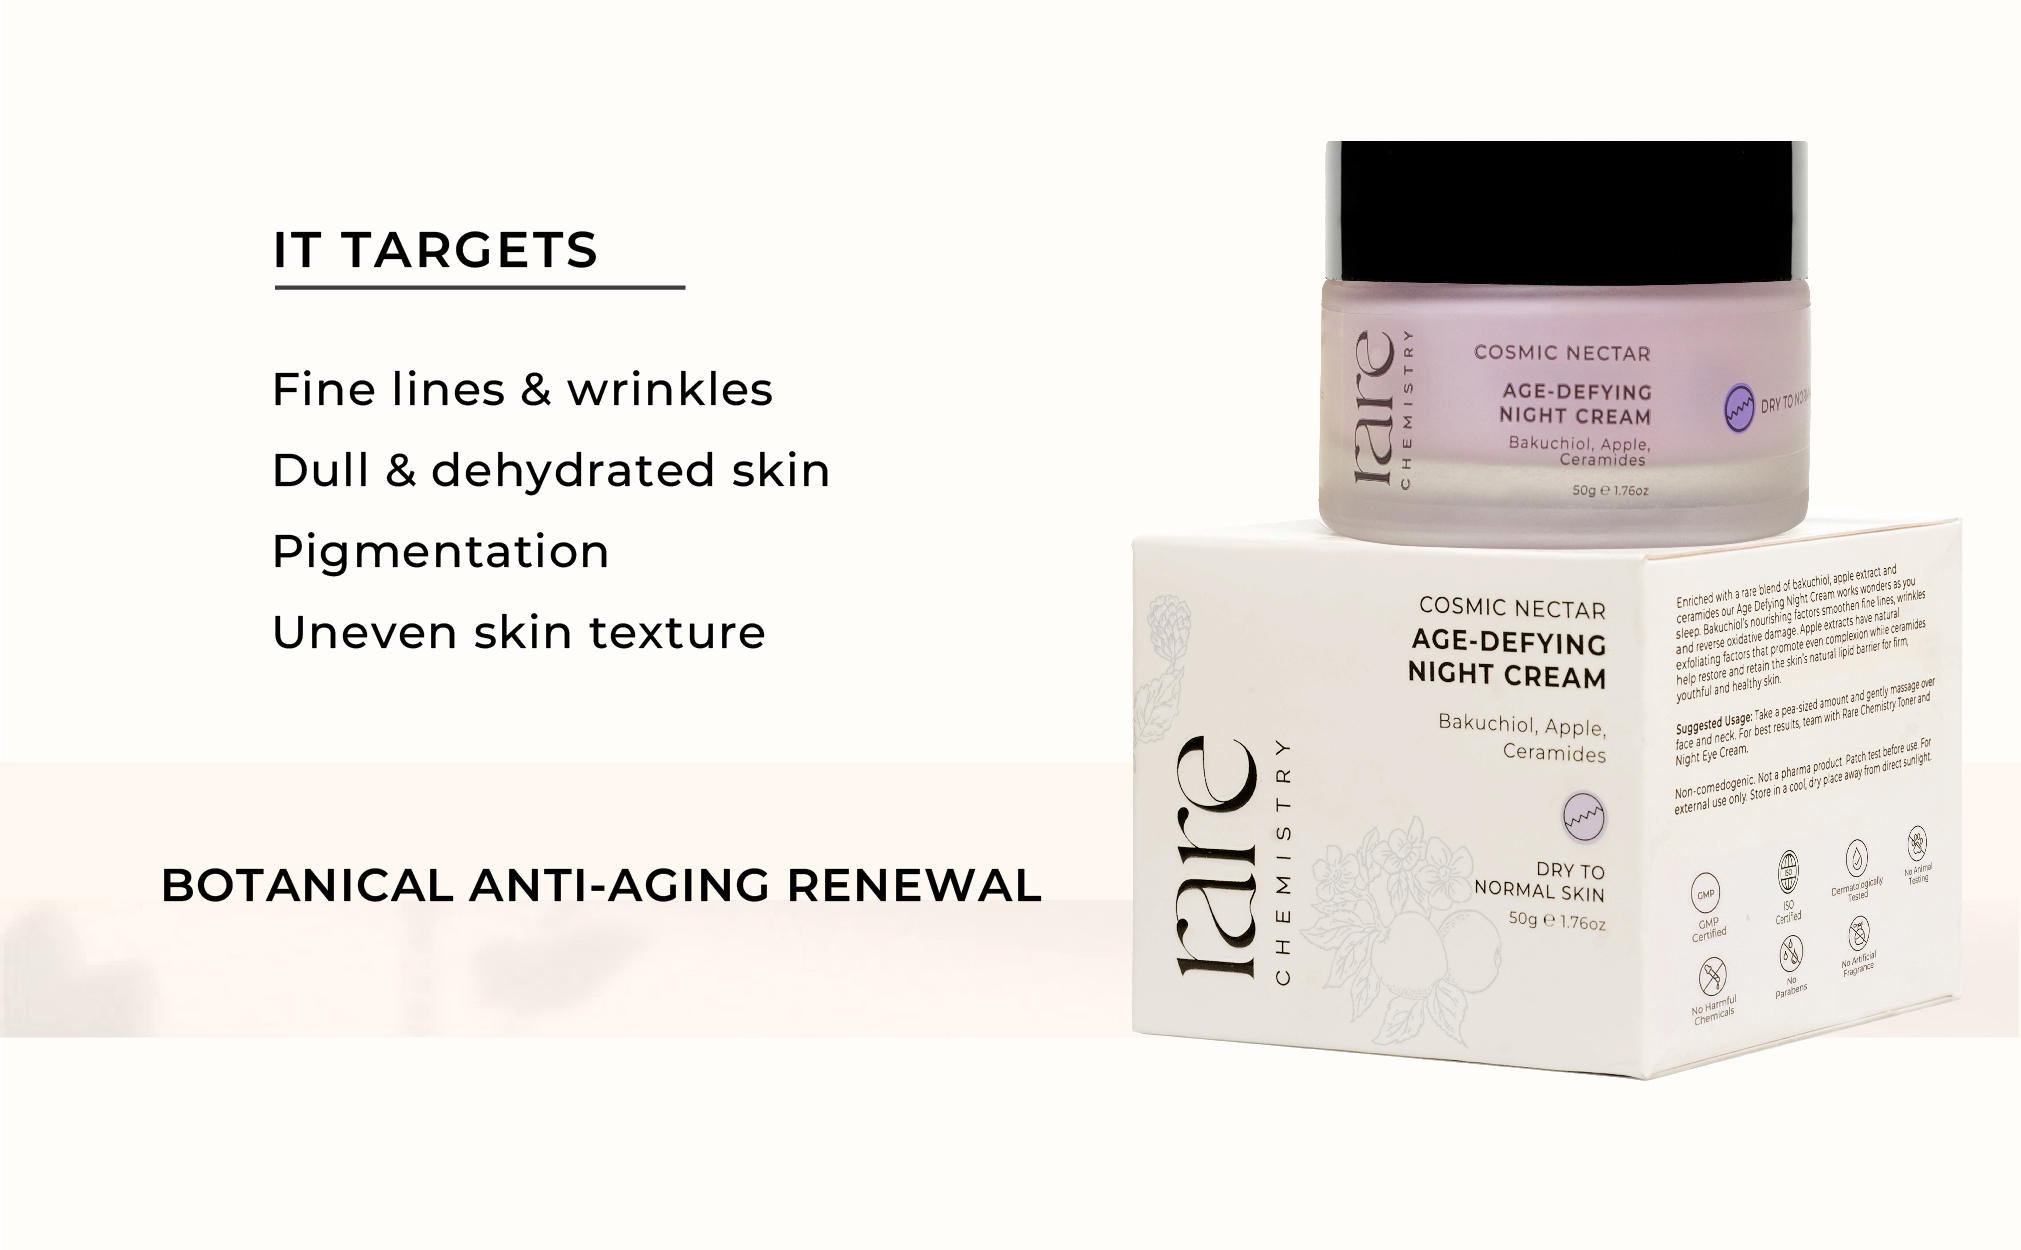 IT TARGETS
Fine lines & wrinkles
Dull & dehydrated skin
Pigmentation
Uneven skin texture
BOTANICAL ANTI-AGING RENEWAL
rare
CHEMISTRY
COSMIC NECTAR
AGE-DEFYING
NIGHT CREAM
Bakuchiol, Apple,
Ceramides
50g ℮ 1.76oz
DRY TO
rare
CHEMISTRY
COSMIC NECTAR
AGE-DEFYING
NIGHT CREAM
Bakuchiol, Apple,
Ceramides
DRY TO
NORMAL SKIN
50g ℮ 1.76oz
Enriched with a rare blend of bakuchiol, apple extract and
ceramides our Age Defying Night Cream works wonders as you
sleep. Bakuchiol's nourishing factors smoothen fine lines, wrinkles
and reverse oxidative damage. Apple extracts have natural
exfoliating factors that promote even complexion while ceramides
help restore and retain the skin's natural lipid barrier for firm,
youthful and healthy skin.
Suggested Usage: Take a pea-sized amount and gently massage over
face and neck. For best results, team with Rare Chemistry Toner and
Night Eye Cream.
Non-comedogenic. Not a pharma product. Patch test before use. For
external use only. Store in a cool, dry place away from direct sunlight.
GMP
GMP
Certified
ISO
ISO
Certified
Dermatologically
Tested
No Animal
Testing
No Harmful
Chemicals
No
Parabens
No Artificial
Fragrance